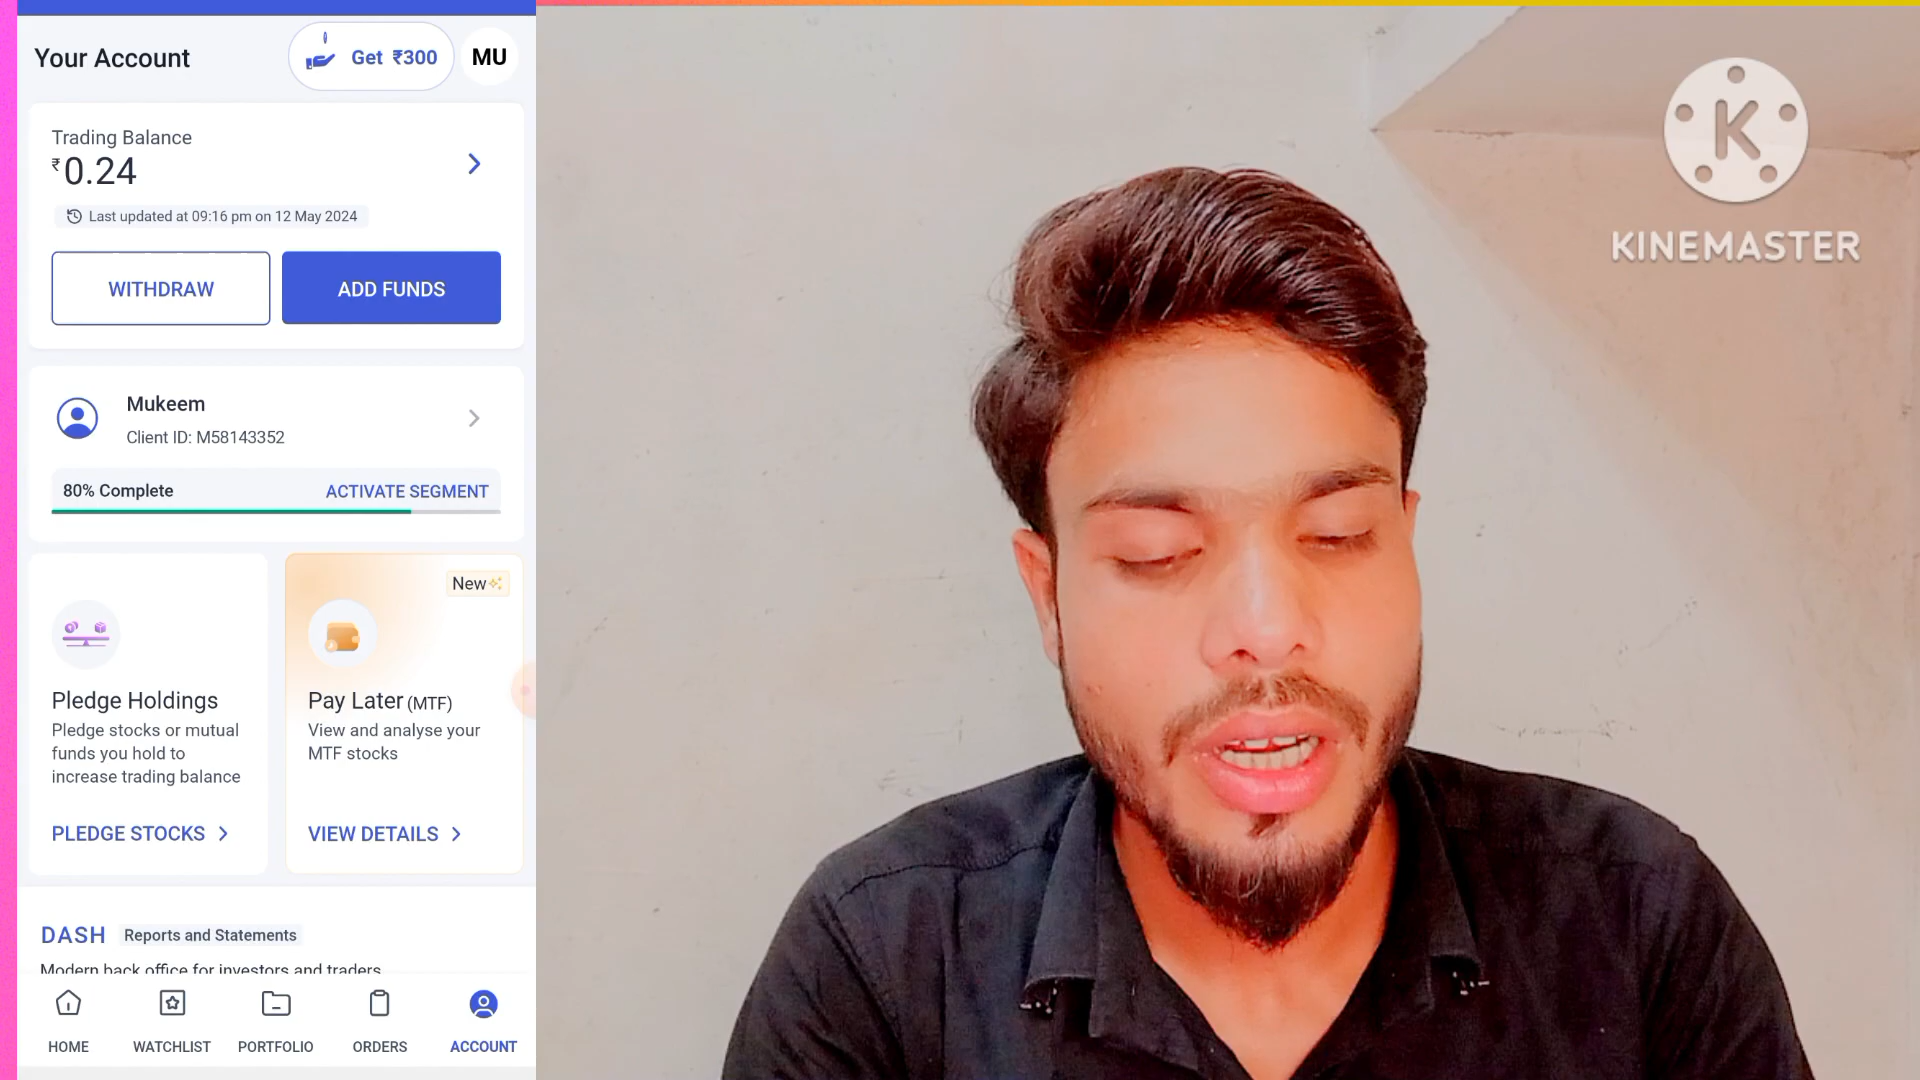 Your Account
Get ₹300
MU
Trading Balance
₹0.24
Last updated at 09:16 pm on 12 May 2024
WITHDRAW
ADD FUNDS
Mukeem
Client ID: M58143352
80% Complete
ACTIVATE SEGMENT
New
Pledge Holdings
Pledge stocks or mutual
funds you hold to
increase trading balance
PLEDGE STOCKS
Pay Later (MTF)
View and analyse your
MTF stocks
VIEW DETAILS
DASH
Reports and Statements
Modern back office for investors and traders
HOME
WATCHLIST
PORTFOLIO
ORDERS
ACCOUNT
K
KINEMASTER